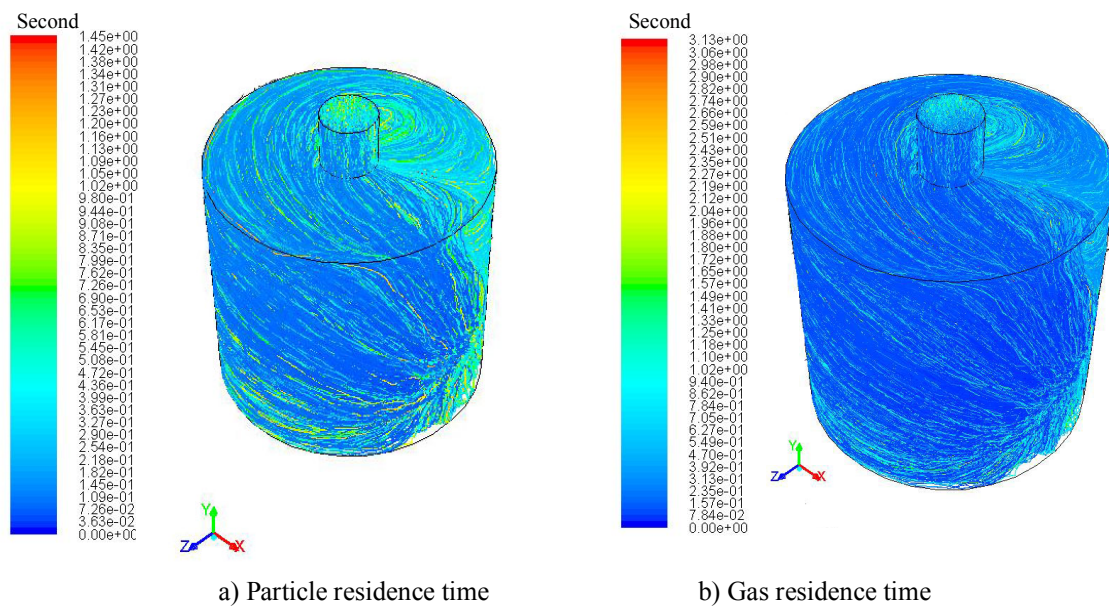 Second
1.45e+00
1.42e+00
1.38e+00
1.34e+00
1.31e+00
1.27e+00
1.23e+00
1.20e+00
1.16e+00
1.13e+00
1.09e+00
1.05e+00
1.02e+00
9.80e-01
9.44e-01
9.08e-01
8.71e-01
8.35e-01
7.99e-01
7.62e-01
7.26e-01
6.90e-01
6.53e-01
6.17e-01
5.81e-01
5.45e-01
5.08e-01
4.72e-01
4.36e-01
3.99e-01
3.63e-01
3.27e-01
2.90e-01
2.54e-01
2.18e-01
1.82e-01
1.45e-01
1.09e-01
7.26e-02
3.63e-02
0.00e+00
Y
Z
X
a) Particle residence time
Second
3.13e+00
3.06e+00
2.98e+00
2.90e+00
2.82e+00
2.74e+00
2.66e+00
2.59e+00
2.51e+00
2.43e+00
2.35e+00
2.27e+00
2.19e+00
2.12e+00
2.04e+00
1.96e+00
1.88e+00
1.80e+00
1.72e+00
1.65e+00
1.57e+00
1.49e+00
1.41e+00
1.33e+00
1.25e+00
1.18e+00
1.10e+00
1.02e+00
9.40e-01
8.62e-01
7.84e-01
7.05e-01
6.27e-01
5.49e-01
4.70e-01
3.92e-01
3.13e-01
2.35e-01
1.57e-01
7.84e-02
0.00e+00
Y
Z
X
b) Gas residence time